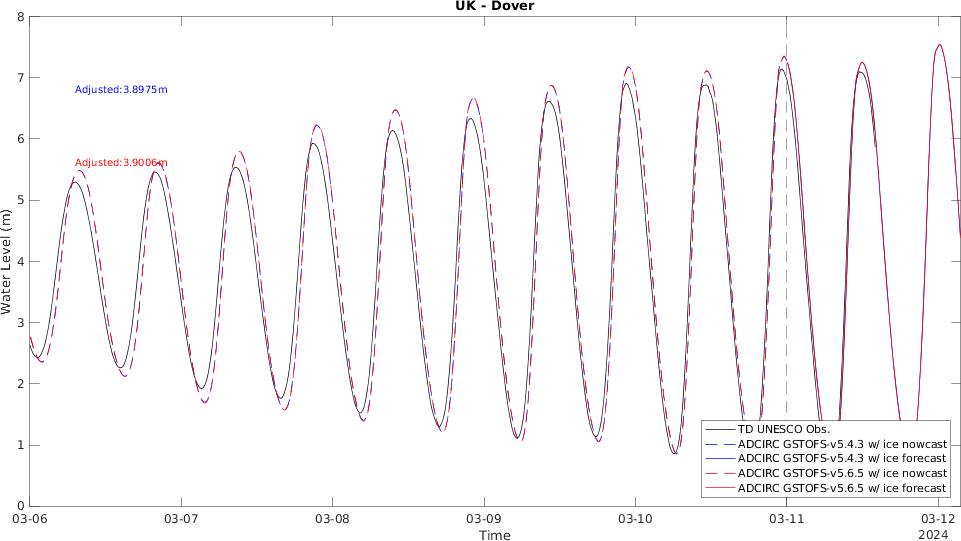 UK - Dover
8
7
6
5
4
3
2
1
0
Water Level (m)
Adjusted:3.8975m
Adjusted:3.9006m
TD UNESCO Obs.
ADCIRC GSTOFS-v5.4.3 w/ ice nowcast
ADCIRC GSTOFS-v5.4.3 w/ ice forecast
ADCIRC GSTOFS-v5.6.5 w/ ice nowcast
ADCIRC GSTOFS-v5.6.5 w/ ice forecast
03-06 03-07 03-08 03-09 03-10 03-11 03-12
Time
2024